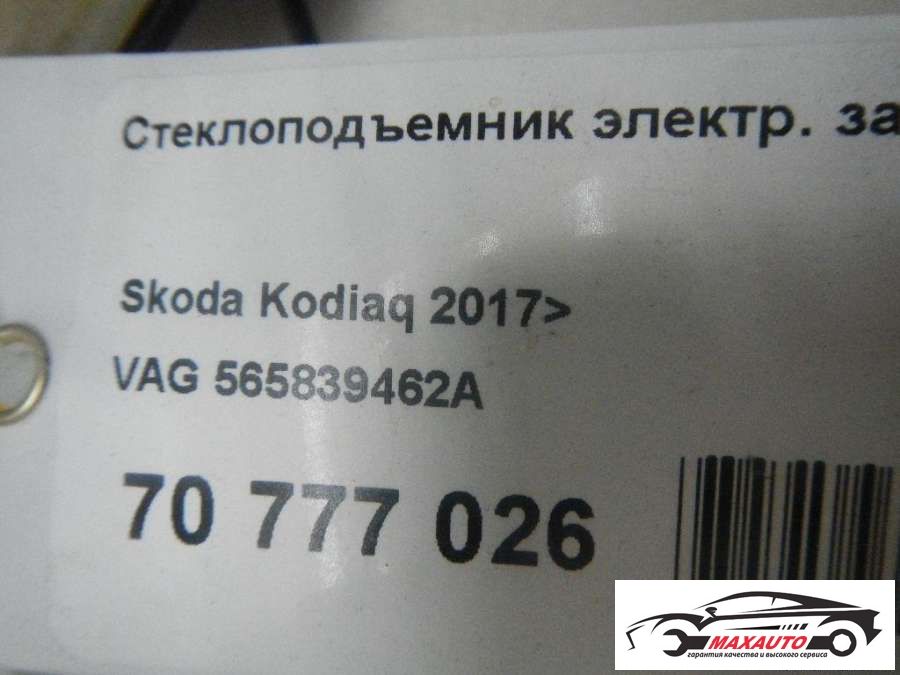 Стеклоподъемник электр. за
Skoda Kodiaq 2017>
VAG 565839462A
70 777 026
MAXAUTO
гарантия качества и высокого сервиса